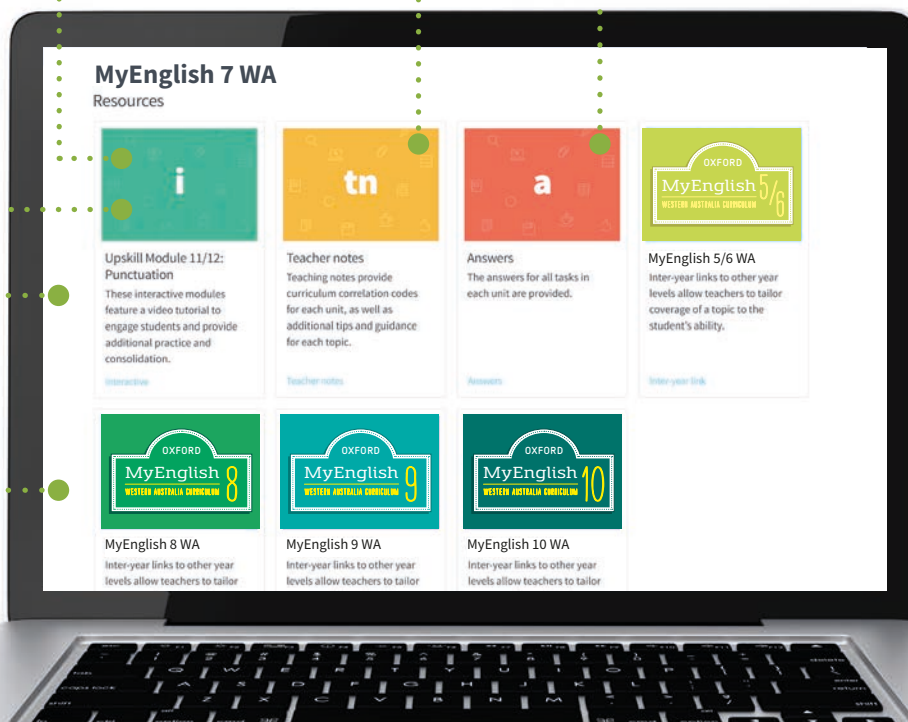 MyEnglish 7 WA
Resources
i
tn
a
OXFORD
MyEnglish 5/6
WESTERN AUSTRALIA CURRICULUM
Upskill Module 11/12:
Punctuation
These interactive modules
feature a video tutorial to
engage students and provide
additional practice and
consolidation.
Interactive
Teacher notes
Teaching notes provide
curriculum correlation codes
for each unit, as well as
additional tips and guidance
for each topic.
Teacher notes
Answers
The answers for all tasks in
each unit are provided.
Answers
MyEnglish 5/6 WA
Inter-year links to other year
levels allow teachers to tailor
coverage of a topic to the
student's ability.
Inter-year link
OXFORD
MyEnglish 8
WESTERN AUSTRALIA CURRICULUM
OXFORD
MyEnglish 9
WESTERN AUSTRALIA CURRICULUM
OXFORD
MyEnglish 10
WESTERN AUSTRALIA CURRICULUM
MyEnglish 8 WA
Inter-year links to other year
levels allow teachers to tailor
MyEnglish 9 WA
Inter-year links to other year
levels allow teachers to tailor
MyEnglish 10 WA
Inter-year links to other year
levels allow teachers to tailor
tab
Q W E R T Y U
delete
caps lock
A S D F G H J K L
enter
return
shift
Z X C V B N M
shift